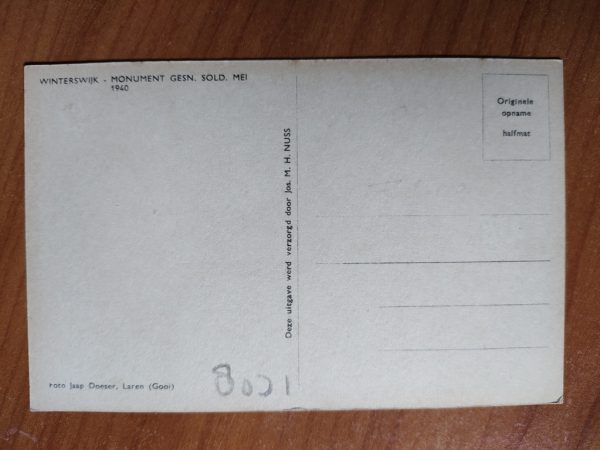 WINTERSWIJK - MONUMENT GESN. SOLD. MEI
1940
Originele
opname
halfmat
Deze uitgave werd verzorgd door Jos. M. H. NUSS
Foto Jaap Doeser, Laren (Gooi)